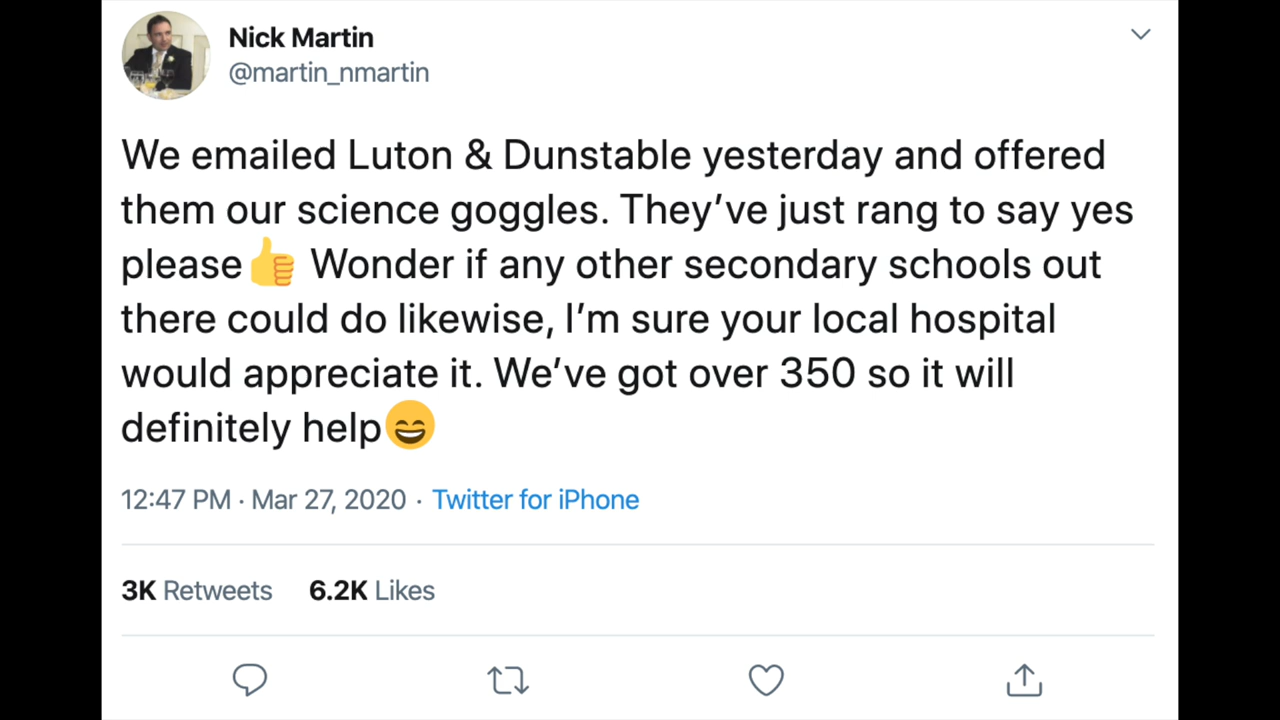 Nick Martin
@martin_nmartin
We emailed Luton & Dunstable yesterday and offered
them our science goggles. They’ve just rang to say yes
please👍 Wonder if any other secondary schools out
there could do likewise, I’m sure your local hospital
would appreciate it. We’ve got over 350 so it will
definitely help😄
12:47 PM · Mar 27, 2020 · Twitter for iPhone
3K Retweets 6.2K Likes